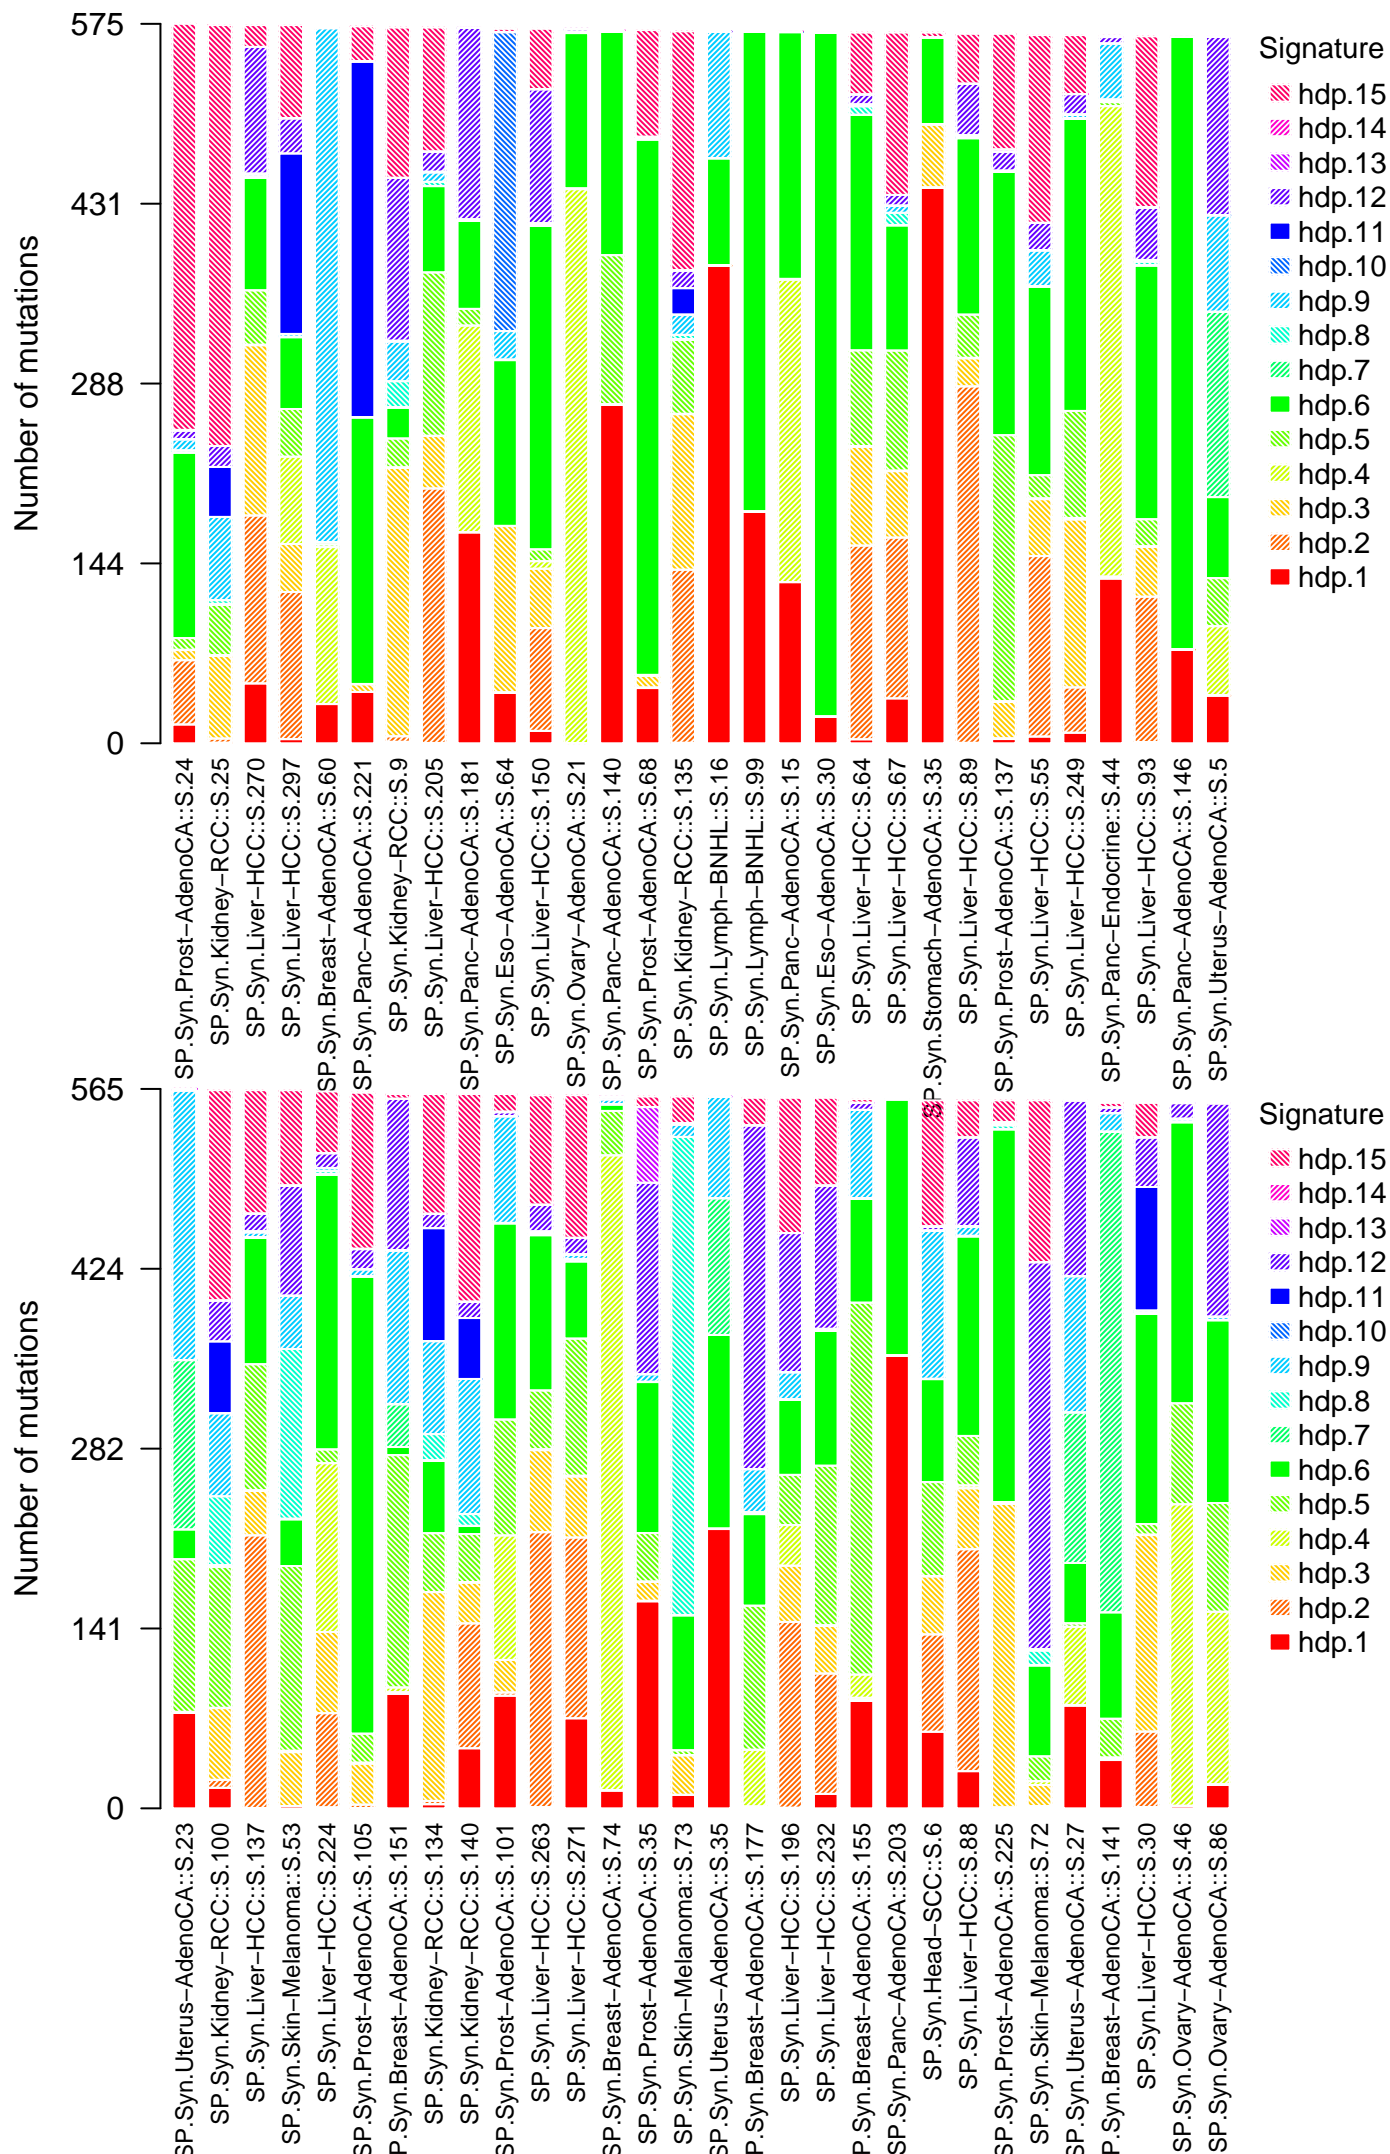 Number of mutations
575
431
288
144
0
Signature
hdp.15
hdp.14
hdp.13
hdp.12
hdp.11
hdp.10
hdp.9
hdp.8
hdp.7
hdp.6
hdp.5
hdp.4
hdp.3
hdp.2
hdp.1
SP.Syn.Prost−AdenoCA::S.24
SP.Syn.Kidney−RCC::S.25
SP.Syn.Liver−HCC::S.270
SP.Syn.Liver−HCC::S.297
SP.Syn.Breast−AdenoCA::S.60
SP.Syn.Panc−AdenoCA::S.221
SP.Syn.Kidney−RCC::S.9
SP.Syn.Liver−HCC::S.205
SP.Syn.Panc−AdenoCA::S.181
SP.Syn.Eso−AdenoCA::S.64
SP.Syn.Liver−HCC::S.150
SP.Syn.Ovary−AdenoCA::S.21
SP.Syn.Panc−AdenoCA::S.140
SP.Syn.Prost−AdenoCA::S.68
SP.Syn.Kidney−RCC::S.135
SP.Syn.Lymph−BNHL::S.16
SP.Syn.Lymph−BNHL::S.99
SP.Syn.Panc−AdenoCA::S.15
SP.Syn.Eso−AdenoCA::S.30
SP.Syn.Liver−HCC::S.64
SP.Syn.Liver−HCC::S.67
SP.Syn.Stomach−AdenoCA::S.35
SP.Syn.Liver−HCC::S.89
SP.Syn.Prost−AdenoCA::S.137
SP.Syn.Liver−HCC::S.55
SP.Syn.Liver−HCC::S.249
SP.Syn.Panc−Endocrine::S.44
SP.Syn.Liver−HCC::S.93
SP.Syn.Panc−AdenoCA::S.146
SP.Syn.Uterus−AdenoCA::S.5
Number of mutations
565
424
282
141
0
Signature
hdp.15
hdp.14
hdp.13
hdp.12
hdp.11
hdp.10
hdp.9
hdp.8
hdp.7
hdp.6
hdp.5
hdp.4
hdp.3
hdp.2
hdp.1
SP.Syn.Uterus−AdenoCA::S.23
SP.Syn.Kidney−RCC::S.100
SP.Syn.Liver−HCC::S.137
SP.Syn.Skin−Melanoma::S.53
SP.Syn.Liver−HCC::S.224
SP.Syn.Prost−AdenoCA::S.105
SP.Syn.Breast−AdenoCA::S.151
SP.Syn.Kidney−RCC::S.134
SP.Syn.Kidney−RCC::S.140
SP.Syn.Prost−AdenoCA::S.101
SP.Syn.Liver−HCC::S.263
SP.Syn.Liver−HCC::S.271
SP.Syn.Breast−AdenoCA::S.74
SP.Syn.Prost−AdenoCA::S.35
SP.Syn.Skin−Melanoma::S.73
SP.Syn.Uterus−AdenoCA::S.35
SP.Syn.Breast−AdenoCA::S.177
SP.Syn.Liver−HCC::S.196
SP.Syn.Liver−HCC::S.232
P.Syn.Breast−AdenoCA::S.155
SP.Syn.Panc−AdenoCA::S.203
SP.Syn.Head−SCC::S.6
SP.Syn.Liver−HCC::S.88
SP.Syn.Prost−AdenoCA::S.225
SP.Syn.Skin−Melanoma::S.72
SP.Syn.Uterus−AdenoCA::S.27
SP.Syn.Breast−AdenoCA::S.141
SP.Syn.Liver−HCC::S.30
SP.Syn.Ovary−AdenoCA::S.46
SP.Syn.Ovary−AdenoCA::S.86